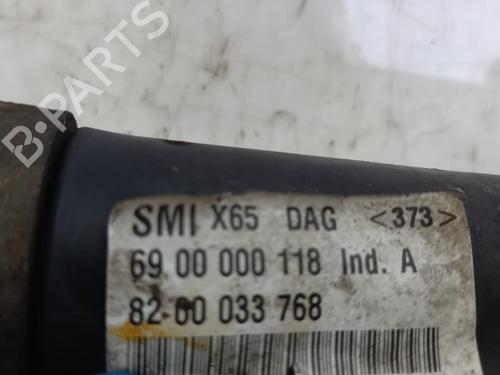 B-PARTS
SMI X65 DAG <373>
69 00 000 118 Ind. A
82-00 033 768